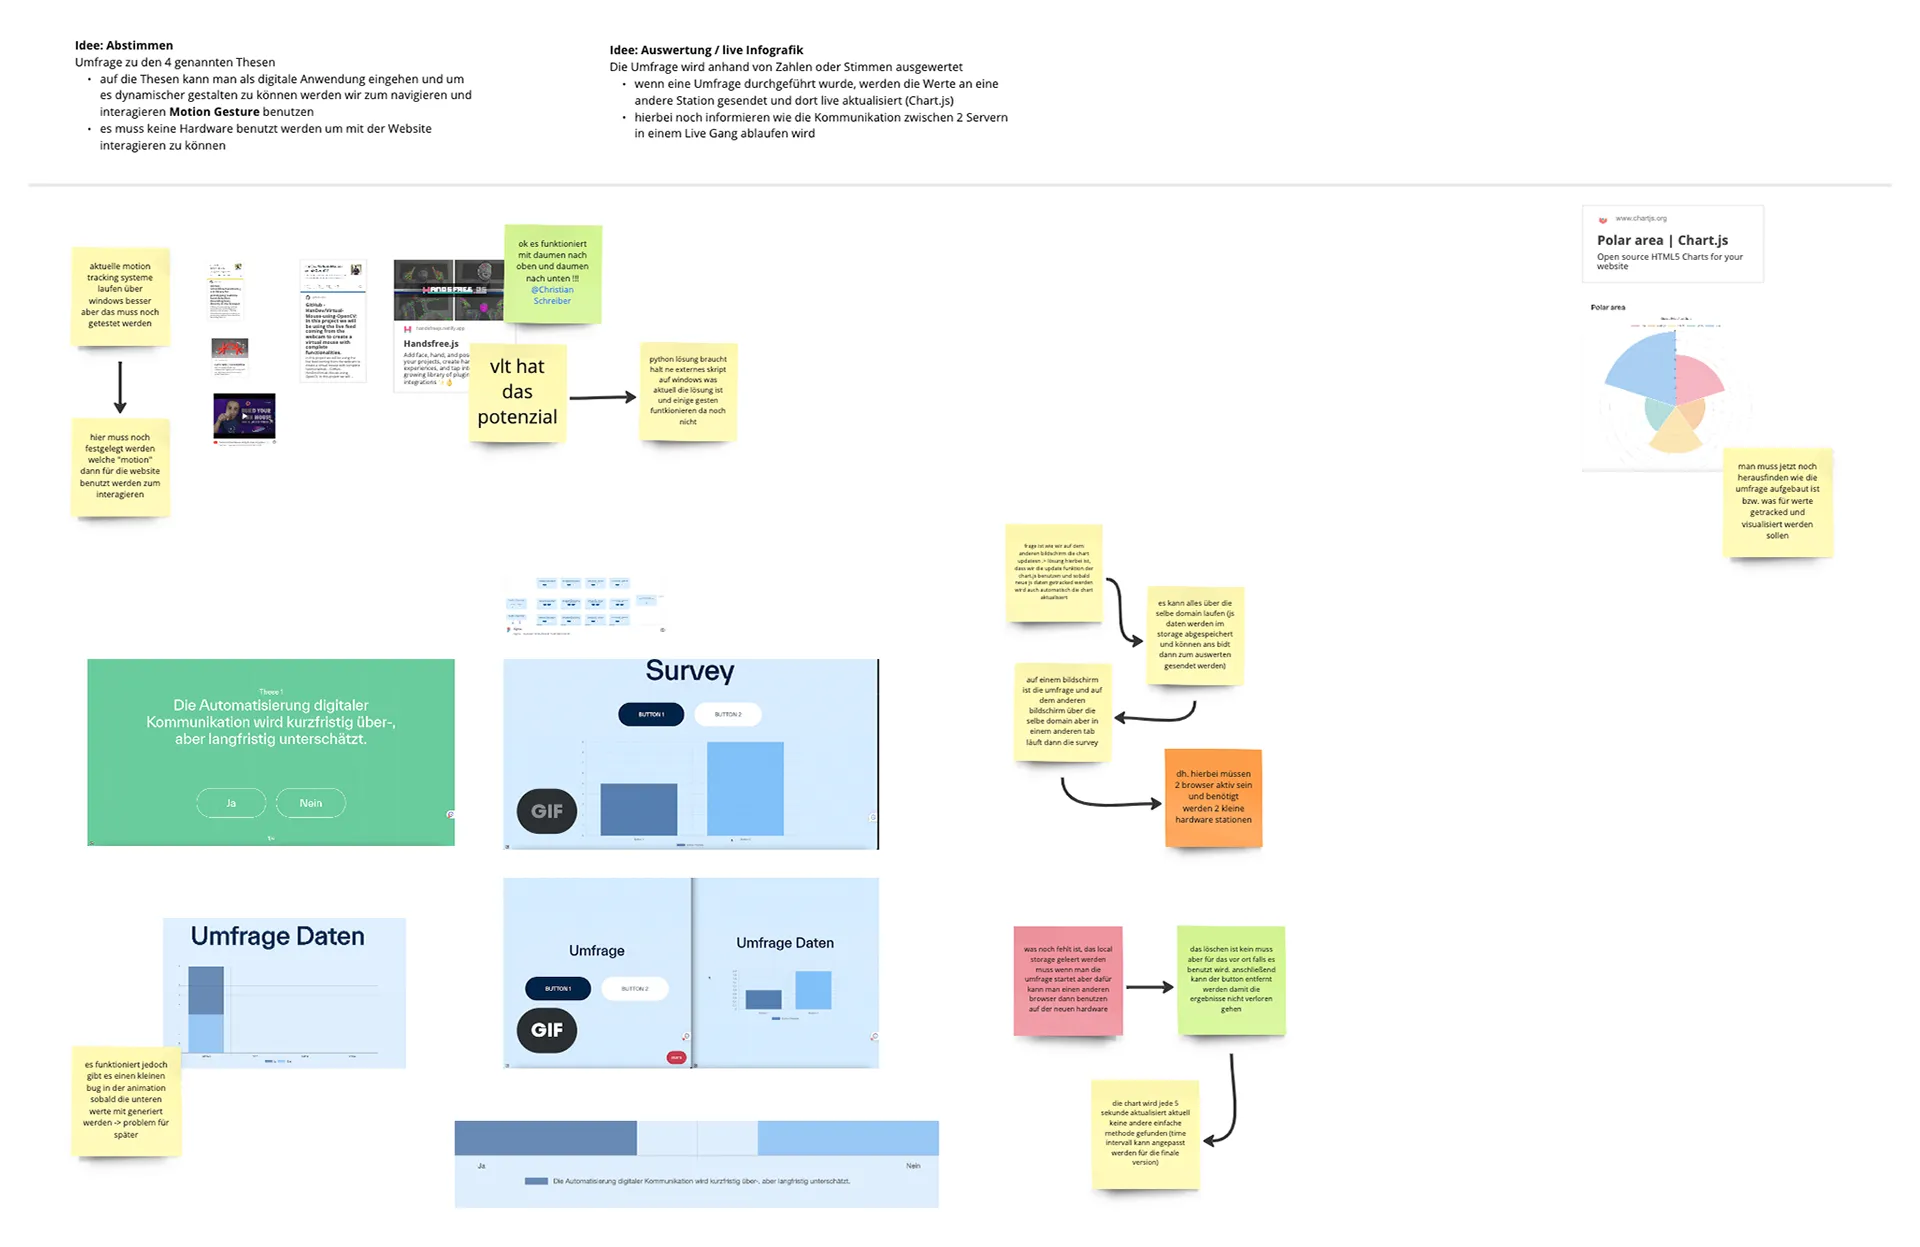 Idee: Abstimmen
Umfrage zu den 4 genannten Thesen
• auf die Thesen kann man als digitale Anwendung eingehen und um
es dynamischer gestalten zu können werden wir zum navigieren und
interagieren Motion Gesture benutzen
• es muss keine Hardware benutzt werden um mit der Website
interagieren zu können
Idee: Auswertung / live Infografik
Die Umfrage wird anhand von Zahlen oder Stimmen ausgewertet
• wenn eine Umfrage durchgeführt wurde, werden die Werte an eine
andere Station gesendet und dort live aktualisiert (Chart.js)
• hierbei noch informieren wie die Kommunikation zwischen 2 Servern
in einem Live Gang ablaufen wird
aktuelle motion
tracking systeme
laufen über
windows besser
aber das muss noch
getestet werden
hier muss noch
festgelegt werden
welche "motion"
dann für die website
benutzt werden zum
interagieren
GitHub -
HanDev/Virtual-
Mouse-using-OpenCV:
In this project we will
be using the live feed
coming from the
webcam to create a
virtual mouse with
complete
functionalities.
HANDSFREE.JS
handsfreejs.netlify.app
Handsfree.js
Add face, hand, and pos
your projects, create han
experiences, and tap int
growing library of plugin
integrations
ok es funktioniert
mit daumen nach
oben und daumen
nach unten !!!
@Christian
Schreiber
vlt hat
das
potenzial
python lösung braucht
halt ne externes skript
auf windows was
aktuell die lösung ist
und einige gesten
funtkionieren da noch
nicht
www.chartjs.org
Polar area | Chart.js
Open source HTML5 Charts for your
website
Polar area
man muss jetzt noch
herausfinden wie die
umfrage aufgebaut ist
bzw. was für werte
getracked und
visualisiert werden
sollen
frage ist wie wir auf dem
anderen bildschirm die chart
updateen -> lösung hierbei ist,
dass wir die update funktion der
chart.js benutzen und sobald
neue js daten getracked werden
wird auch automatisch die chart
aktualisiert
es kann alles über die
selbe domain laufen (js
daten werden im
storage abgespeichert
und können ans bidt
dann zum auswerten
gesendet werden)
auf einem bildschirm
ist die umfrage und auf
dem anderen
bildschirm über die
selbe domain aber in
einem anderen tab
läuft dann die survey
dh. hierbei müssen
2 browser aktiv sein
und benötigt
werden 2 kleine
hardware stationen
These 1
Die Automatisierung digitaler
Kommunikation wird kurzfristig über-,
aber langfristig unterschätzt.
Ja
Nein
Survey
BUTTON 1
BUTTON 2
GIF
Umfrage Daten
es funktioniert jedoch
gibt es einen kleinen
bug in der animation
sobald die unteren
werte mit generiert
werden -> problem für
später
Umfrage
BUTTON 1
BUTTON 2
GIF
Umfrage Daten
was noch fehlt ist, das local
storage geleert werden
muss wenn man die
umfrage startet aber dafür
kann man einen anderen
browser dann benutzen
auf der neuen hardware
das löschen ist kein muss
aber für das vor ort falls es
benutzt wird. anschließend
kann der button entfernt
werden damit die
ergebnisse nicht verloren
gehen
die chart wird jede 5
sekunde aktualisiert aktuell
keine andere einfache
methode gefunden (time
intervall kann angepasst
werden für die finale
version)
Ja
Nein
Die Automatisierung digitaler Kommunikation wird kurzfristig über-, aber langfristig unterschätzt.